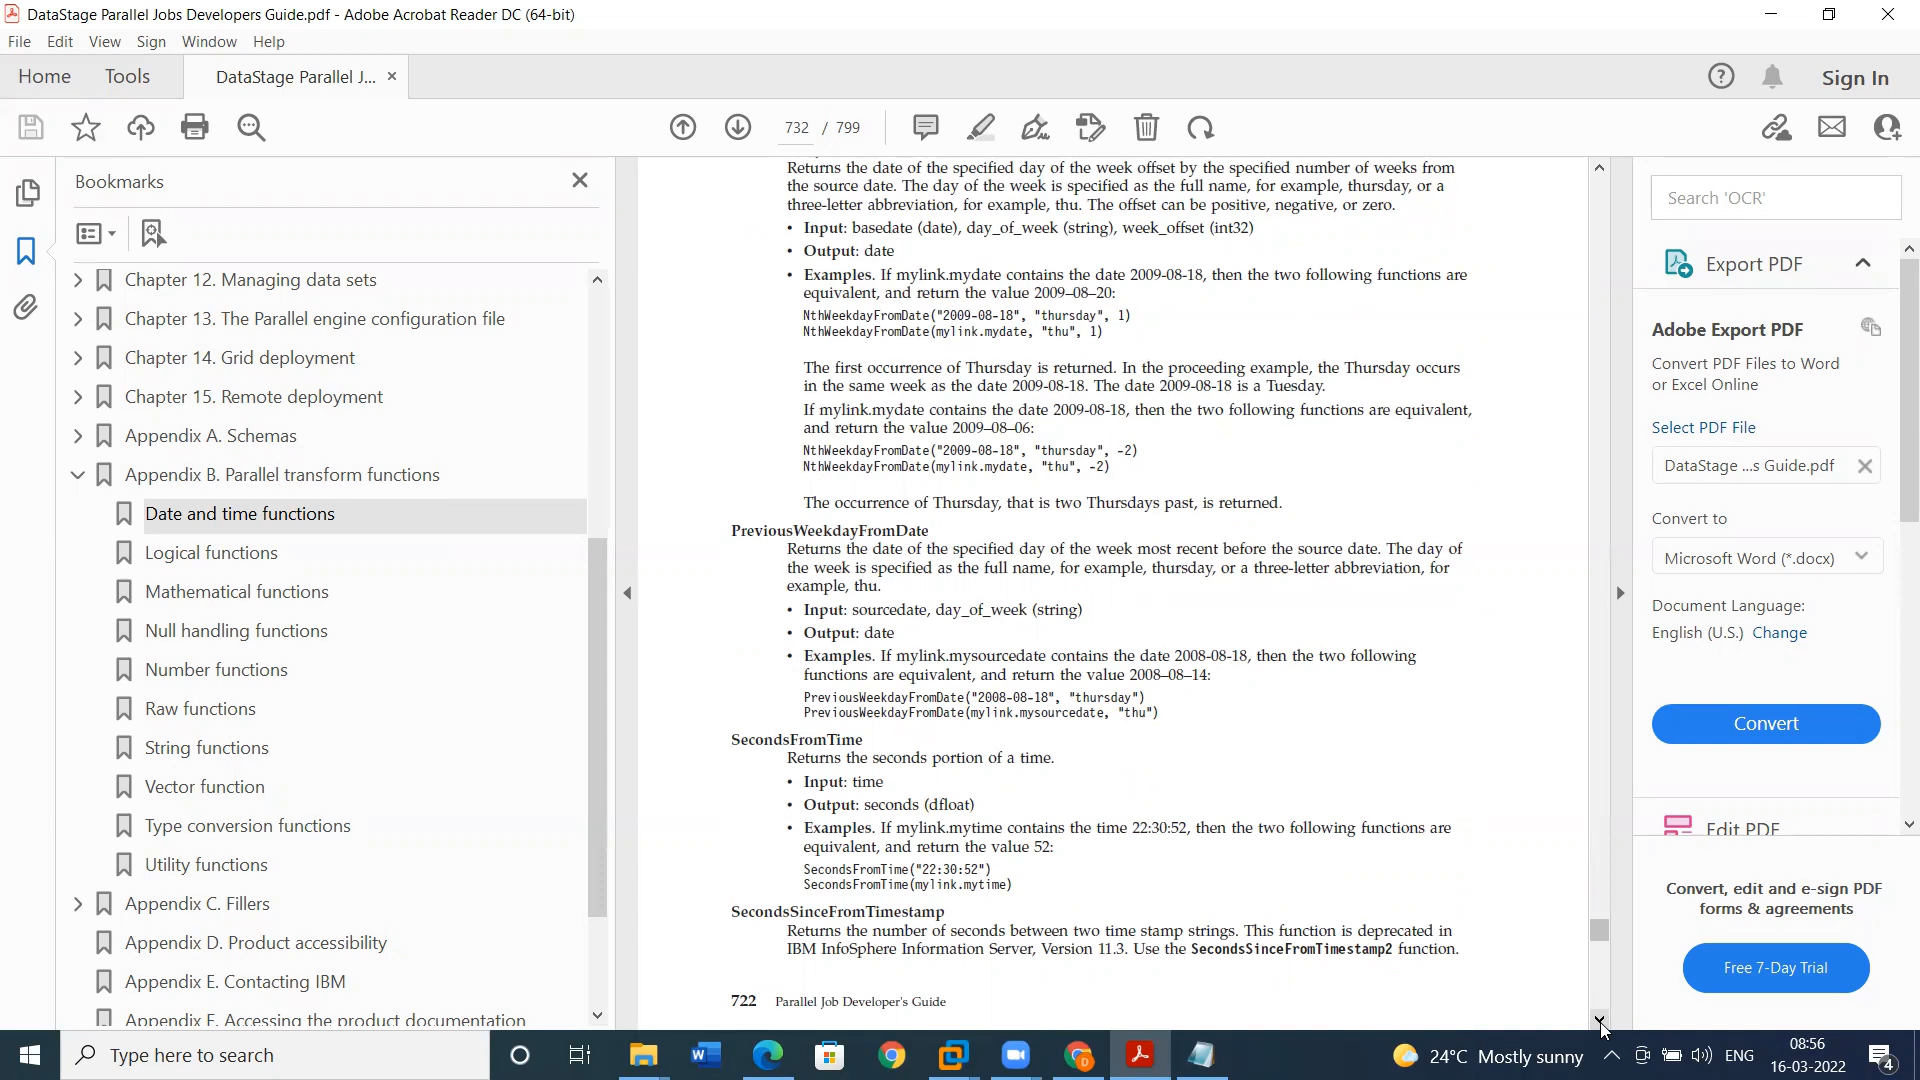 DataStage Parallel Jobs Developers Guide.pdf - Adobe Acrobat Reader DC (64-bit)
File Edit View Sign Window Help
Home Tools DataStage Parallel J... × Sign In
732 / 799
Bookmarks
Chapter 12. Managing data sets
Chapter 13. The Parallel engine configuration file
Chapter 14. Grid deployment
Chapter 15. Remote deployment
Appendix A. Schemas
Appendix B. Parallel transform functions
Date and time functions
Logical functions
Mathematical functions
Null handling functions
Number functions
Raw functions
String functions
Vector function
Type conversion functions
Utility functions
Appendix C. Fillers
Appendix D. Product accessibility
Appendix E. Contacting IBM
Appendix F. Accessing the product documentation
Returns the date of the specified day of the week offset by the specified number of weeks from
the source date. The day of the week is specified as the full name, for example, thursday, or a
three-letter abbreviation, for example, thu. The offset can be positive, negative, or zero.
• Input: basedate (date), day_of_week (string), week_offset (int32)
• Output: date
• Examples. If mylink.mydate contains the date 2009-08-18, then the two following functions are
equivalent, and return the value 2009–08–20:
NthWeekdayFromDate("2009-08-18", "thursday", 1)
NthWeekdayFromDate(mylink.mydate, "thu", 1)
The first occurrence of Thursday is returned. In the proceeding example, the Thursday occurs
in the same week as the date 2009-08-18. The date 2009-08-18 is a Tuesday.
If mylink.mydate contains the date 2009-08-18, then the two following functions are equivalent,
and return the value 2009–08–06:
NthWeekdayFromDate("2009-08-18", "thursday", -2)
NthWeekdayFromDate(mylink.mydate, "thu", -2)
The occurrence of Thursday, that is two Thursdays past, is returned.
PreviousWeekdayFromDate
Returns the date of the specified day of the week most recent before the source date. The day of
the week is specified as the full name, for example, thursday, or a three-letter abbreviation, for
example, thu.
• Input: sourcedate, day_of_week (string)
• Output: date
• Examples. If mylink.mysourcedate contains the date 2008-08-18, then the two following
functions are equivalent, and return the value 2008–08–14:
PreviousWeekdayFromDate("2008-08-18", "thursday")
PreviousWeekdayFromDate(mylink.mysourcedate, "thu")
SecondsFromTime
Returns the seconds portion of a time.
• Input: time
• Output: seconds (dfloat)
• Examples. If mylink.mytime contains the time 22:30:52, then the two following functions are
equivalent, and return the value 52:
SecondsFromTime("22:30:52")
SecondsFromTime(mylink.mytime)
SecondsSinceFromTimestamp
Returns the number of seconds between two time stamp strings. This function is deprecated in
IBM InfoSphere Information Server, Version 11.3. Use the SecondsSinceFromTimestamp2 function.
722 Parallel Job Developer's Guide
Search 'OCR'
Export PDF
Adobe Export PDF
Convert PDF Files to Word
or Excel Online
Select PDF File
DataStage ...s Guide.pdf
Convert to
Microsoft Word (*.docx)
Document Language:
English (U.S.) Change
Convert
Edit PDF
Convert, edit and e-sign PDF
forms & agreements
Free 7-Day Trial
Type here to search
24°C Mostly sunny
ENG
08:56
16-03-2022
4